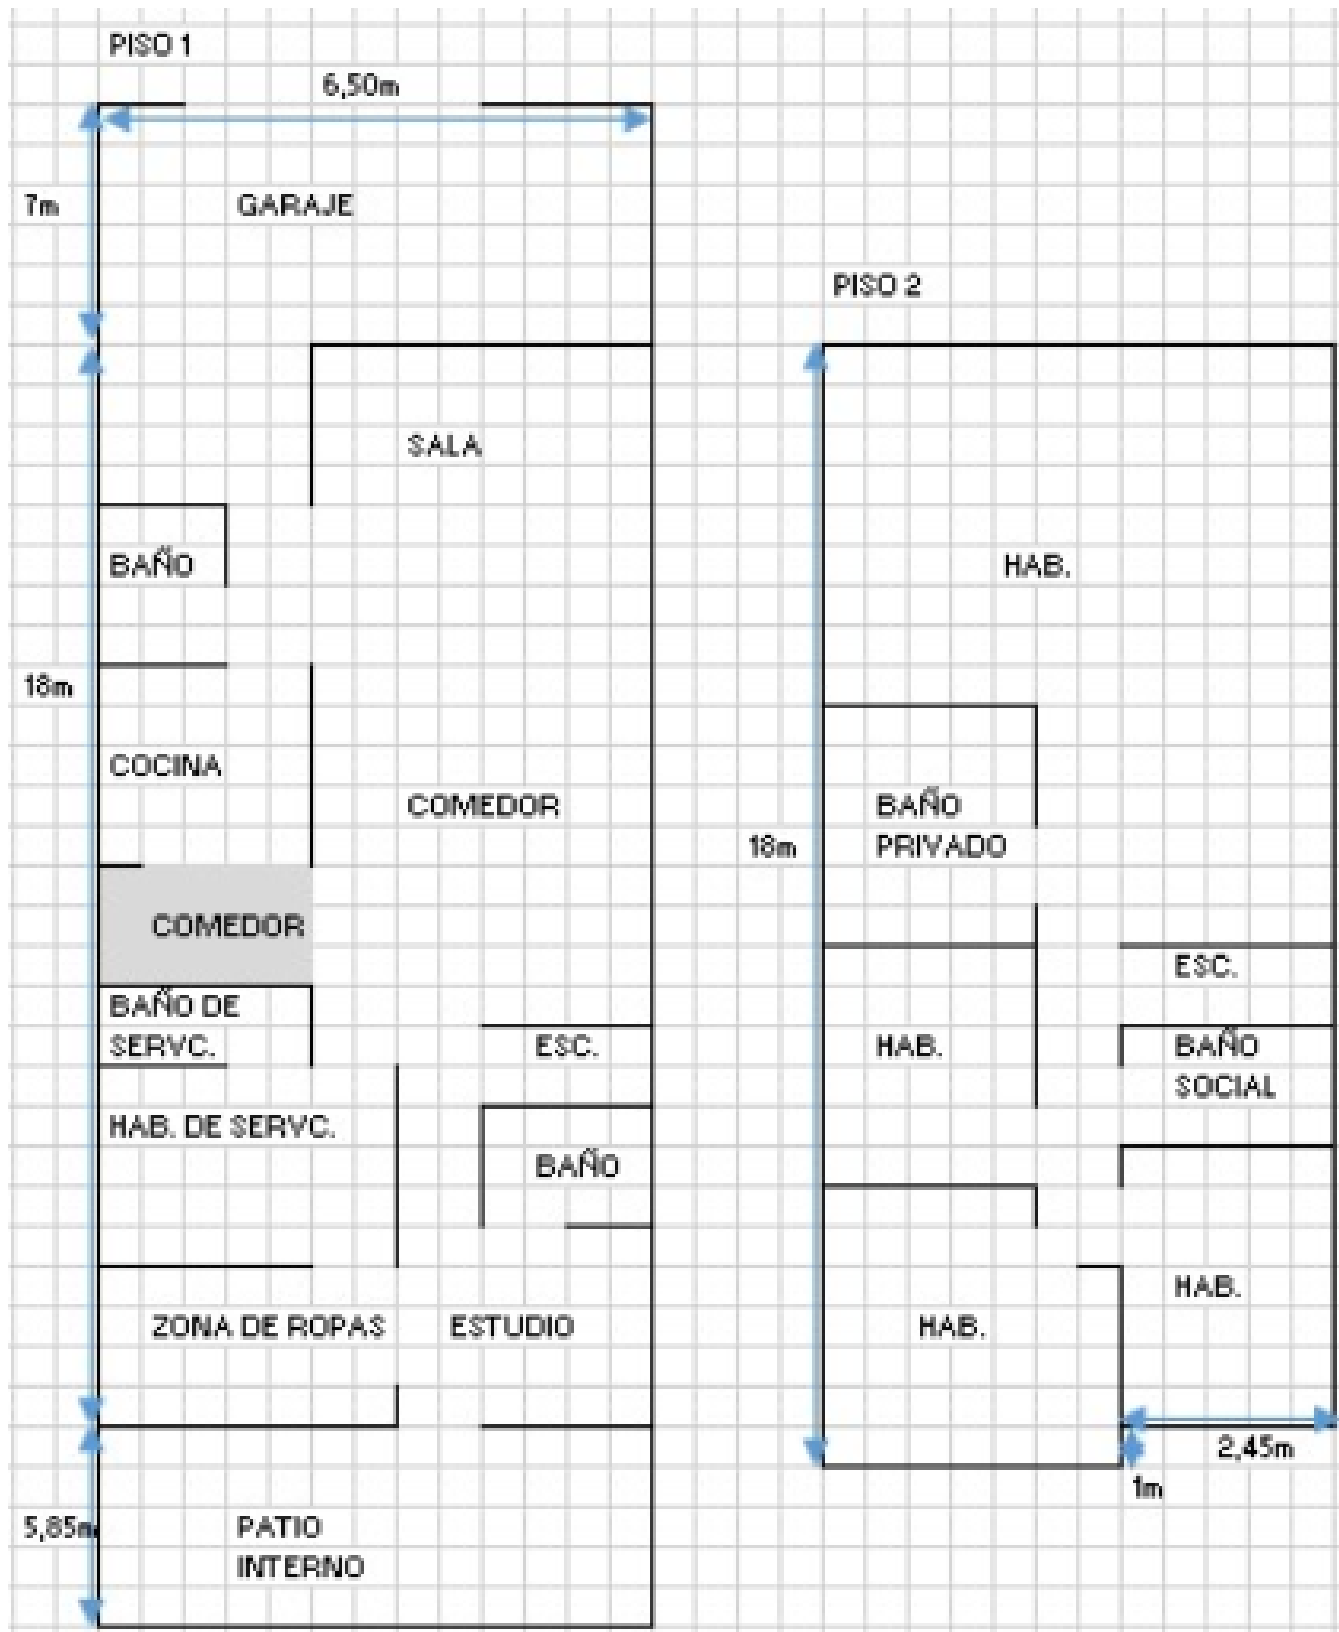 PISO 1
6,50m
7m
GARAJE
SALA
BAÑO
18m
COCINA
COMEDOR
COMEDOR
BAÑO DE
SERVC.
ESC.
HAB. DE SERVC.
BAÑO
ZONA DE ROPAS
ESTUDIO
5,85m
PATIO
INTERNO
PISO 2
HAB.
BAÑO
PRIVADO
18m
ESC.
HAB.
BAÑO
SOCIAL
HAB.
HAB.
2,45m
1m